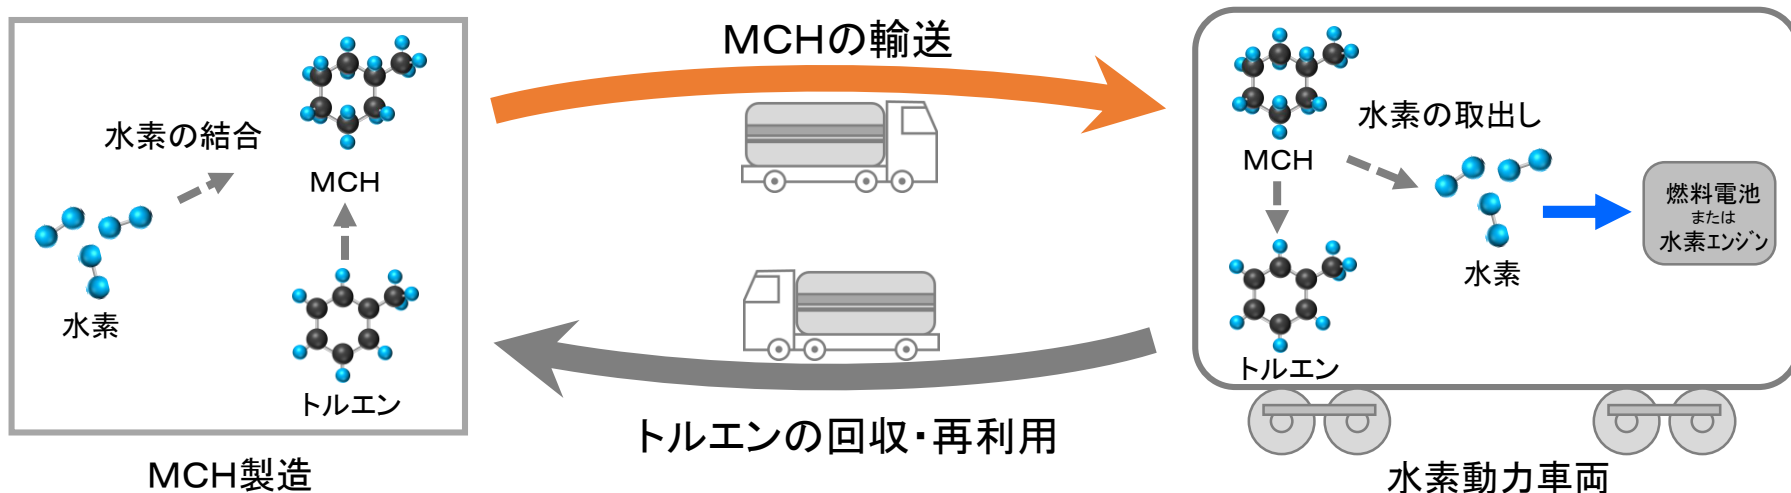 水素の結合
MCH
水素
トルエン
MCH製造
MCHの輸送
トルエンの回収・再利用
MCH
水素の取出し
水素
トルエン
燃料電池
または
水素エンジン
水素動力車両